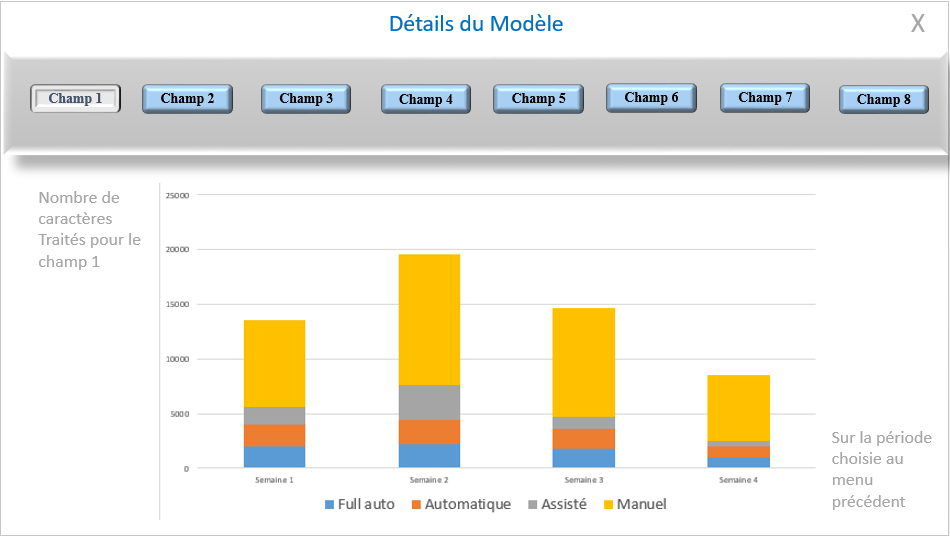 Détails du Modèle
X
Champ 1
Champ 2
Champ 3
Champ 4
Champ 5
Champ 6
Champ 7
Champ 8
Nombre de
caractères
Traités pour le
champ 1
25000
20000
15000
10000
5000
0
Semaine 1
Semaine 2
Semaine 3
Semaine 4
Full auto
Automatique
Assisté
Manuel
Sur la période
choisie au
menu
précédent